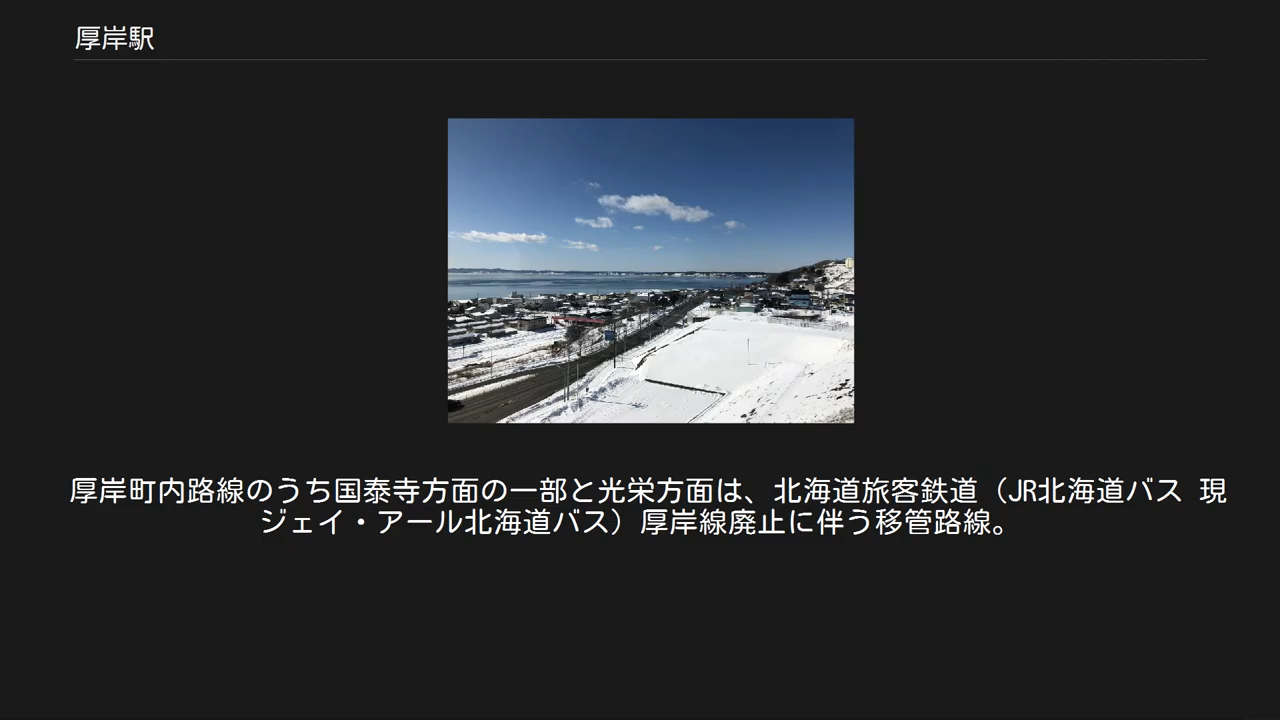 厚岸駅
厚岸町内路線のうち国泰寺方面の一部と光栄方面は、北海道旅客鉄道（JR北海道バス 現
ジェイ・アール北海道バス）厚岸線廃止に伴う移管路線。